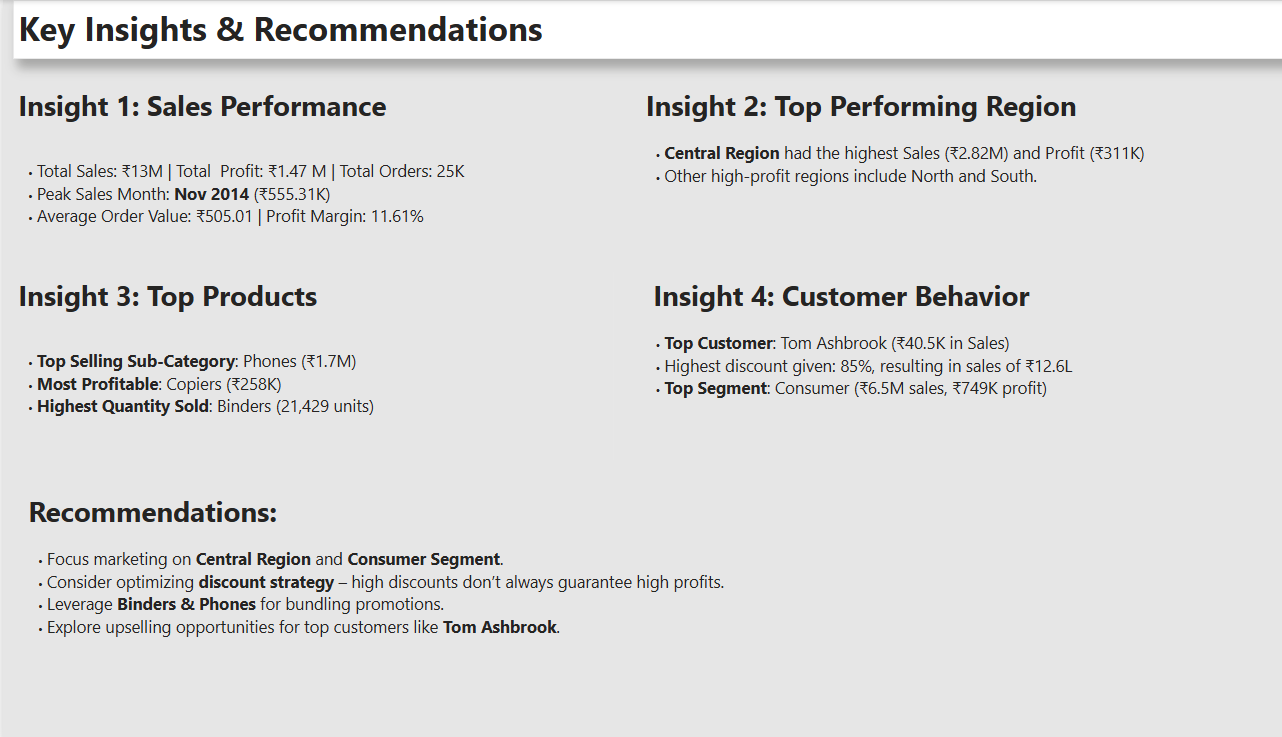 Key Insights & Recommendations
Insight 1: Sales Performance
• Total Sales: ₹13M | Total  Profit: ₹1.47 M | Total Orders: 25K
• Peak Sales Month: Nov 2014 (₹555.31K)
• Average Order Value: ₹505.01 | Profit Margin: 11.61%
Insight 2: Top Performing Region
• Central Region had the highest Sales (₹2.82M) and Profit (₹311K)
• Other high-profit regions include North and South.
Insight 3: Top Products
• Top Selling Sub-Category: Phones (₹1.7M)
• Most Profitable: Copiers (₹258K)
• Highest Quantity Sold: Binders (21,429 units)
Insight 4: Customer Behavior
• Top Customer: Tom Ashbrook (₹40.5K in Sales)
• Highest discount given: 85%, resulting in sales of ₹12.6L
• Top Segment: Consumer (₹6.5M sales, ₹749K profit)
Recommendations:
• Focus marketing on Central Region and Consumer Segment.
• Consider optimizing discount strategy – high discounts don’t always guarantee high profits.
• Leverage Binders & Phones for bundling promotions.
• Explore upselling opportunities for top customers like Tom Ashbrook.